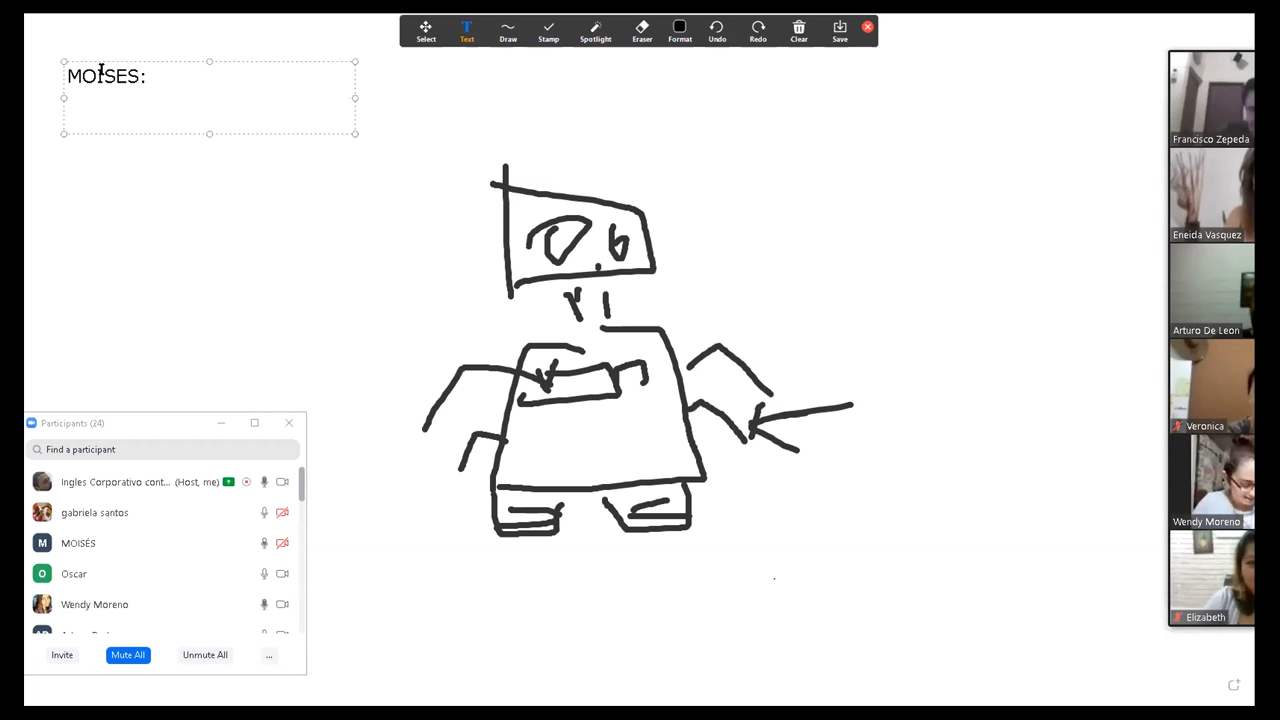 Select Text Draw Stamp Spotlight Eraser Format Undo Redo Clear Save
MOISES:
Francisco Zepeda
Eneida Vasquez
Arturo De Leon
Veronica
Wendy Moreno
Elizabeth
Participants (24)
Find a participant
Ingles Corporativo cont... (Host, me)
gabriela santos
M MOISÉS
O Oscar
Wendy Moreno
Invite Mute All Unmute All ...